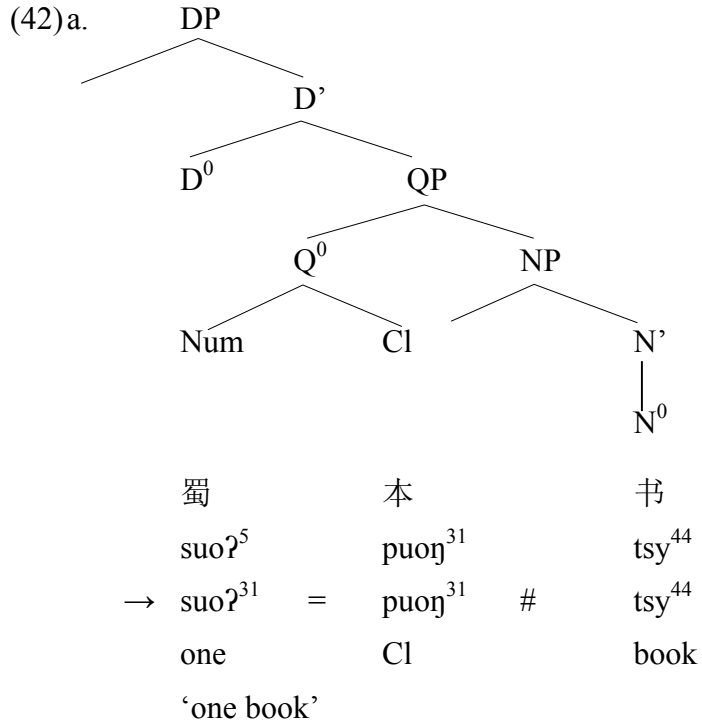 (42)a. DP
D’
D⁰ QP
Q⁰ NP
Num Cl N’
N⁰
蜀 本 书
suoʔ⁵ puoŋ³¹ tsy⁴⁴
→ suoʔ³¹ = puoŋ³¹ # tsy⁴⁴
one Cl book
‘one book’